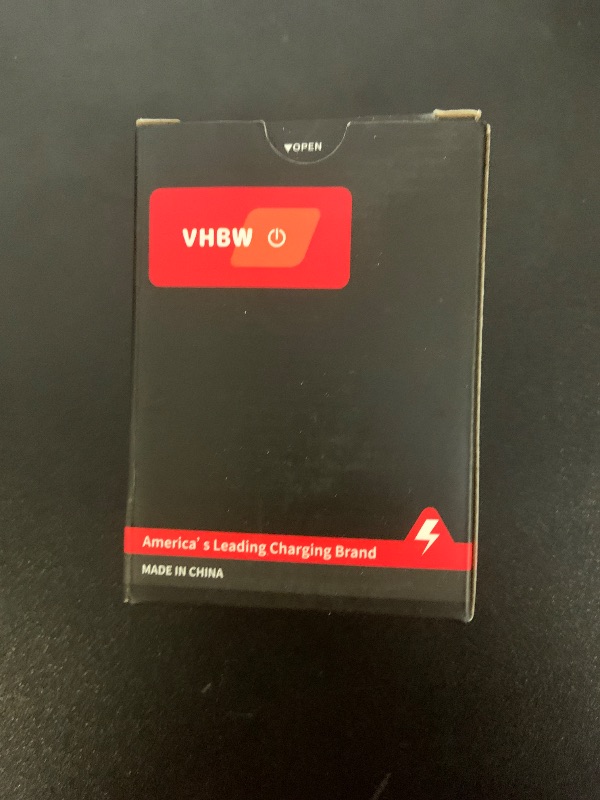 ▼OPEN
VHBW
America's Leading Charging Brand
MADE IN CHINA